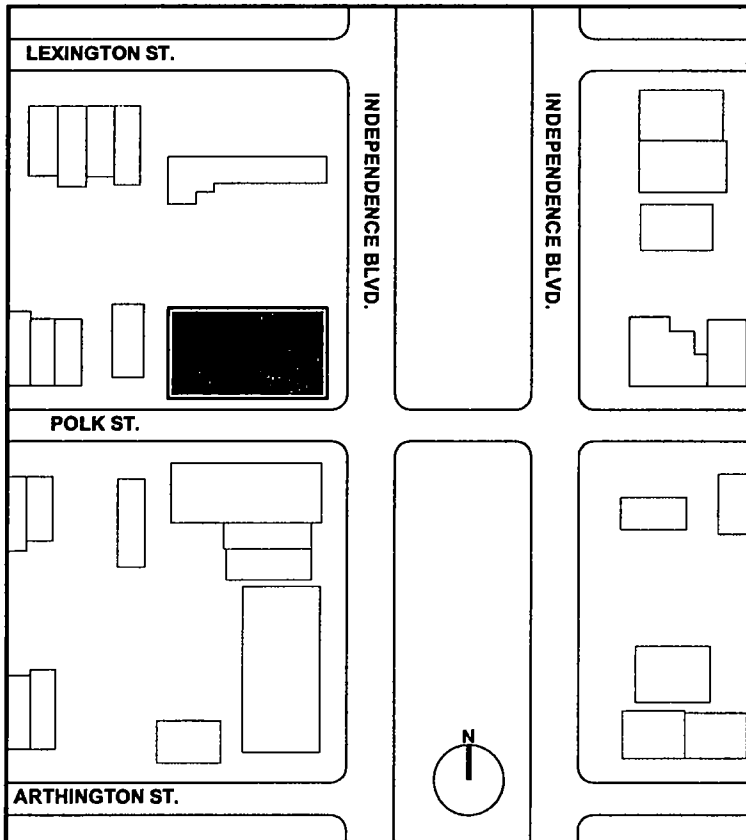 LEXINGTON ST.
INDEPENDENCE BLVD.
INDEPENDENCE BLVD.
POLK ST.
N
ARTHINGTON ST.